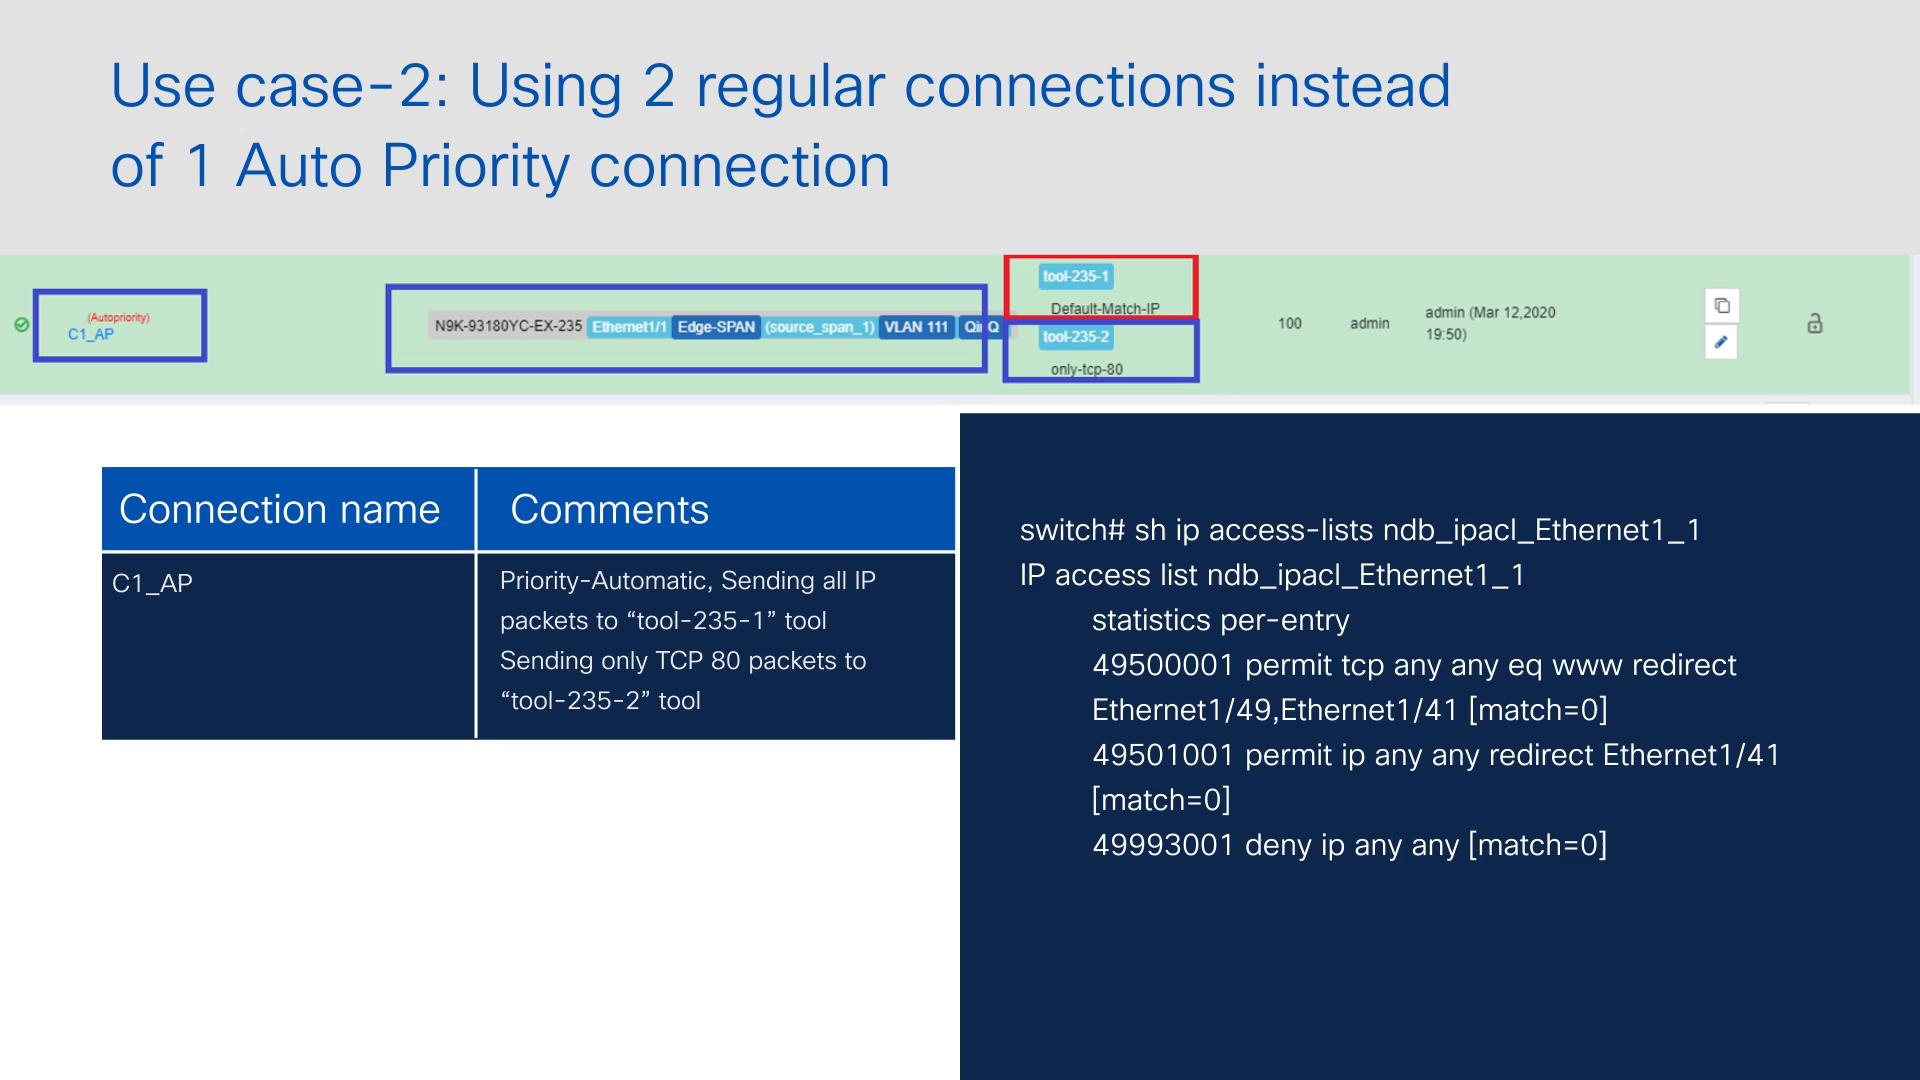 Use case-2: Using 2 regular connections instead
of 1 Auto Priority connection
(Autopriority)
C1_AP
N9K-93180YC-EX-235 Ethernet1/1 Edge-SPAN (source_span_1) VLAN 111 QinQ
tool-235-1
Default-Match-IP
tool-235-2
only-tcp-80
100
admin
admin (Mar 12,2020
19:50)
Connection name
Comments
C1_AP
Priority-Automatic, Sending all IP
packets to “tool-235-1” tool
Sending only TCP 80 packets to
“tool-235-2” tool
switch# sh ip access-lists ndb_ipacl_Ethernet1_1
IP access list ndb_ipacl_Ethernet1_1
statistics per-entry
49500001 permit tcp any any eq www redirect
Ethernet1/49,Ethernet1/41 [match=0]
49501001 permit ip any any redirect Ethernet1/41
[match=0]
49993001 deny ip any any [match=0]